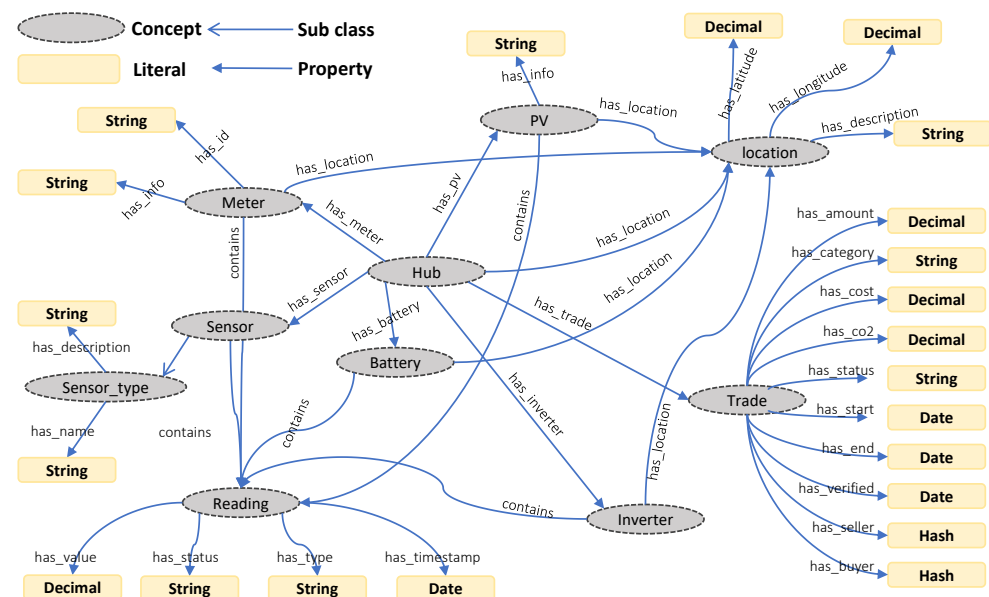 Concept
Sub class
Literal
Property
String
Decimal
Decimal
has_info
has_latitude
has_longitude
has_location
PV
has_description
String
location
String
has_id
has_location
String
has_info
Meter
has_pv
contains
has_meter
contains
has_location
Hub
has_location
has_sensor
has_trade
has_battery
Sensor
Battery
String
has_description
Sensor_type
has_name
String
contains
contains
has_inverter
has_location
has_amount
Decimal
has_category
String
has_cost
Decimal
has_co2
Decimal
has_status
String
Trade
has_start
Date
has_end
Date
has_verified
Date
has_seller
Hash
has_buyer
Hash
Reading
contains
Inverter
has_value
has_status
has_type
has_timestamp
Decimal
String
String
Date